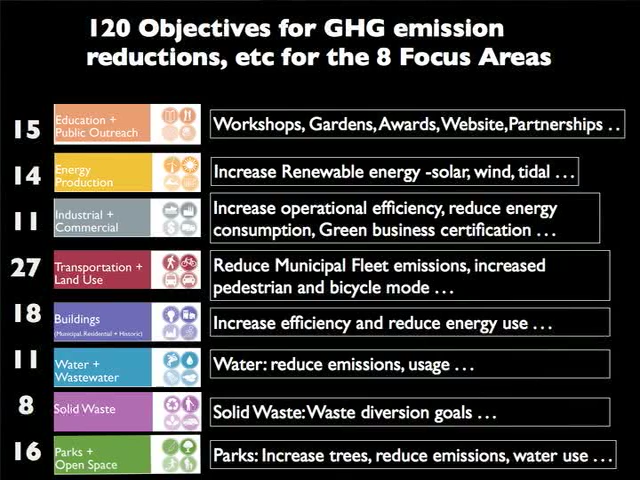 120 Objectives for GHG emission
reductions, etc for the 8 Focus Areas
15
Education +
Public Outreach
Workshops, Gardens, Awards, Website, Partnerships . .
14
Energy
Production
Increase Renewable energy -solar, wind, tidal . . .
11
Industrial +
Commercial
Increase operational efficiency, reduce energy
consumption, Green business certification . . .
27
Transportation +
Land Use
Reduce Municipal Fleet emissions, increased
pedestrian and bicycle mode . . .
18
Buildings
(Municipal, Residential + Historic)
Increase efficiency and reduce energy use . . .
11
Water +
Wastewater
Water: reduce emissions, usage . . .
8
Solid Waste
Solid Waste: Waste diversion goals . . .
16
Parks +
Open Space
Parks: Increase trees, reduce emissions, water use . . .